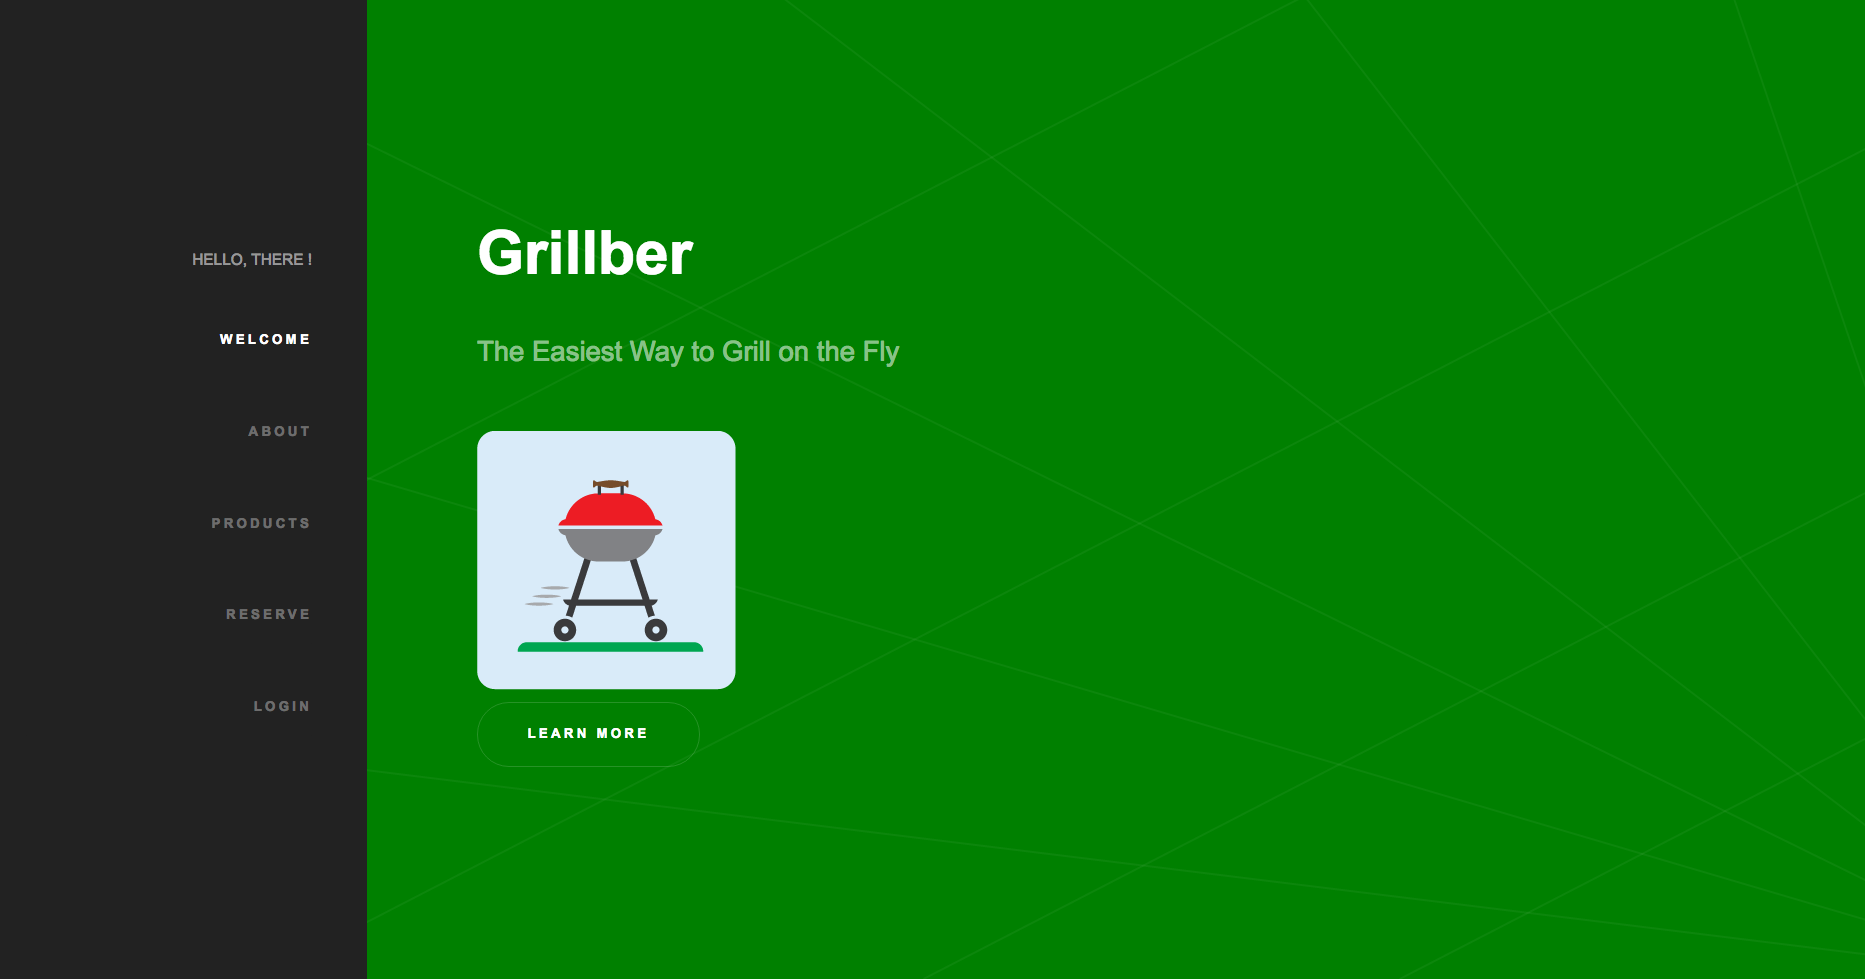 HELLO, THERE !
WELCOME
ABOUT
PRODUCTS
RESERVE
LOGIN
Grillber
The Easiest Way to Grill on the Fly
LEARN MORE